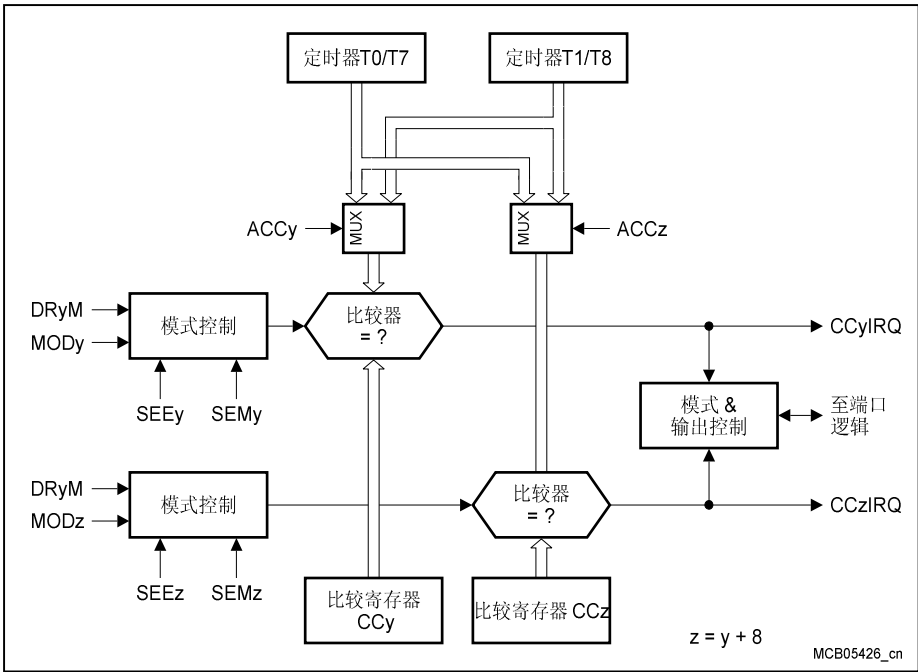 定时器T0/T7
定时器T1/T8
ACCy
MUX
MUX
ACCz
DRyM
MODy
模式控制
比较器
= ?
CCyIRQ
SEEy
SEMy
模式 &
输出控制
至端口
逻辑
DRyM
MODz
模式控制
比较器
= ?
CCzIRQ
SEEz
SEMz
比较寄存器
CCy
比较寄存器 CCz
z = y + 8
MCB05426_cn